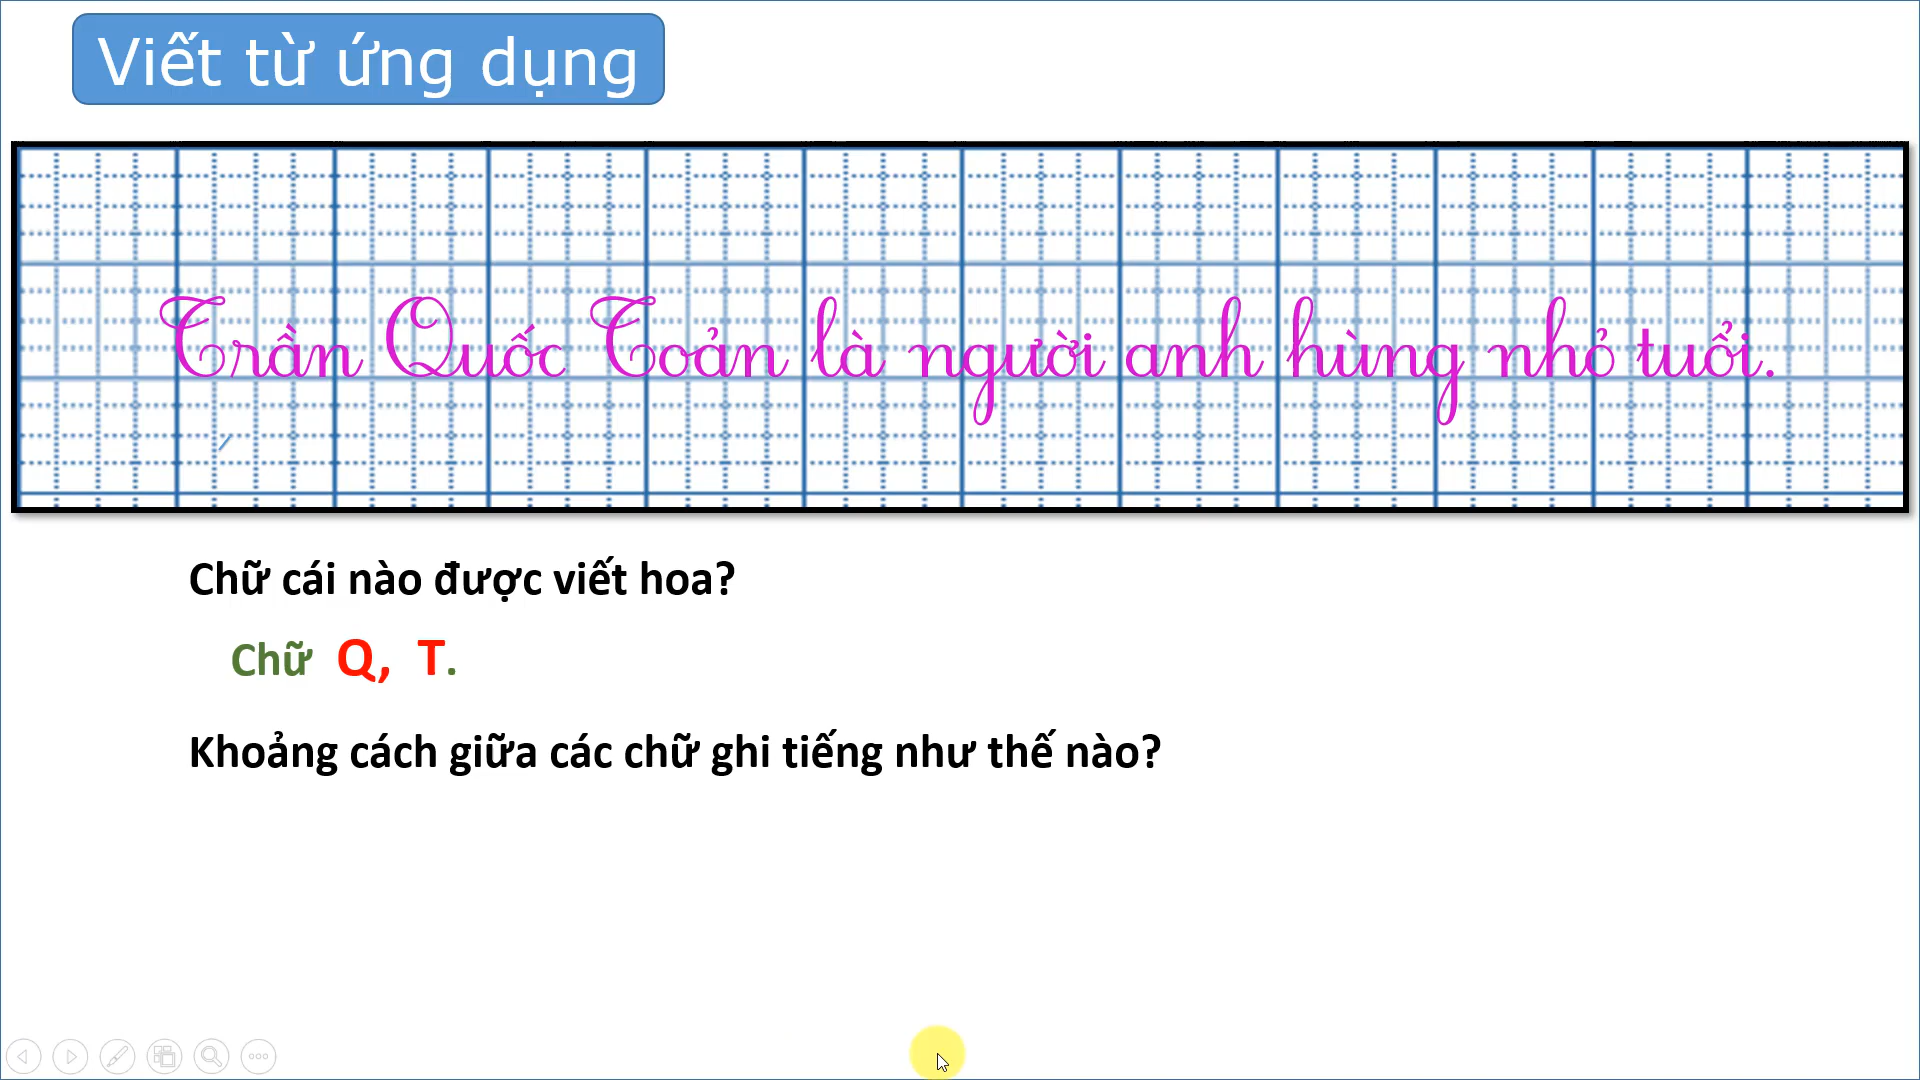 Viết từ ứng dụng
Trần Quốc Toản là người anh hùng nhỏ tuổi.
Chữ cái nào được viết hoa?
Chữ Q, T.
Khoảng cách giữa các chữ ghi tiếng như thế nào?